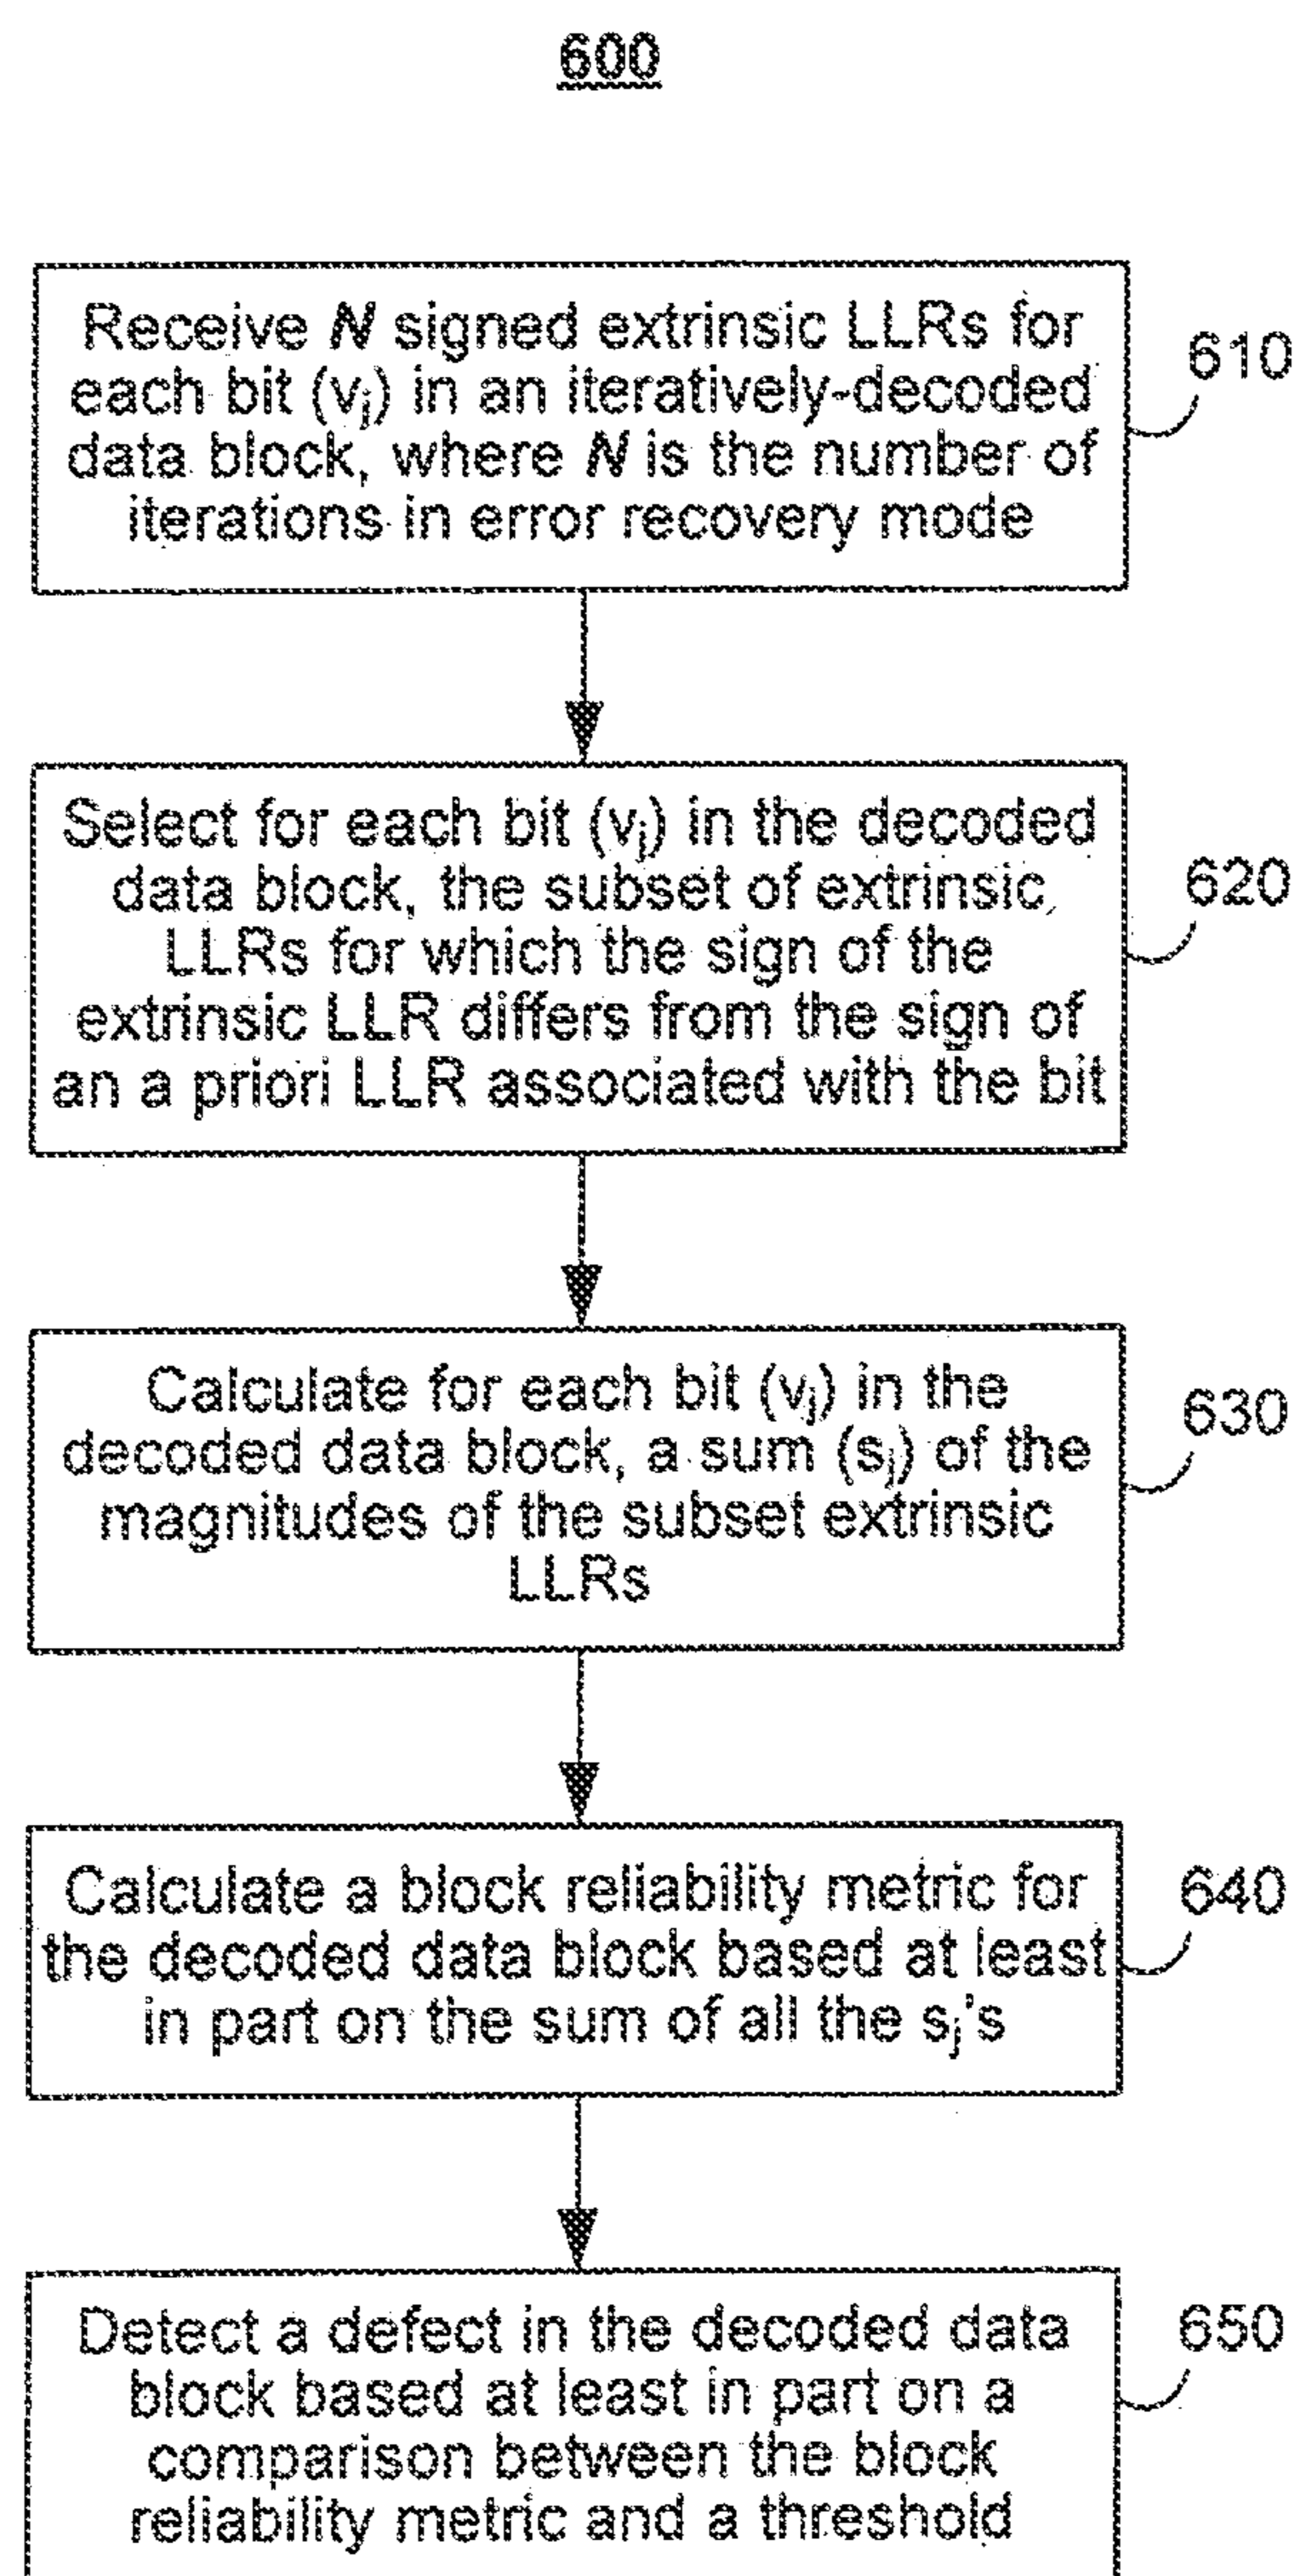 600
Receive N signed extrinsic LLRs for
each bit (vj) in an iteratively-decoded
data block, where N is the number of
iterations in error recovery mode
610
Select for each bit (vj) in the decoded
data block, the subset of extrinsic
LLRs for which the sign of the
extrinsic LLR differs from the sign of
an a priori LLR associated with the bit
620
Calculate for each bit (vj) in the
decoded data block, a sum (sj) of the
magnitudes of the subset extrinsic
LLRs
630
Calculate a block reliability metric for
the decoded data block based at least
in part on the sum of all the sj's
640
Detect a defect in the decoded data
block based at least in part on a
comparison between the block
reliability metric and a threshold
650